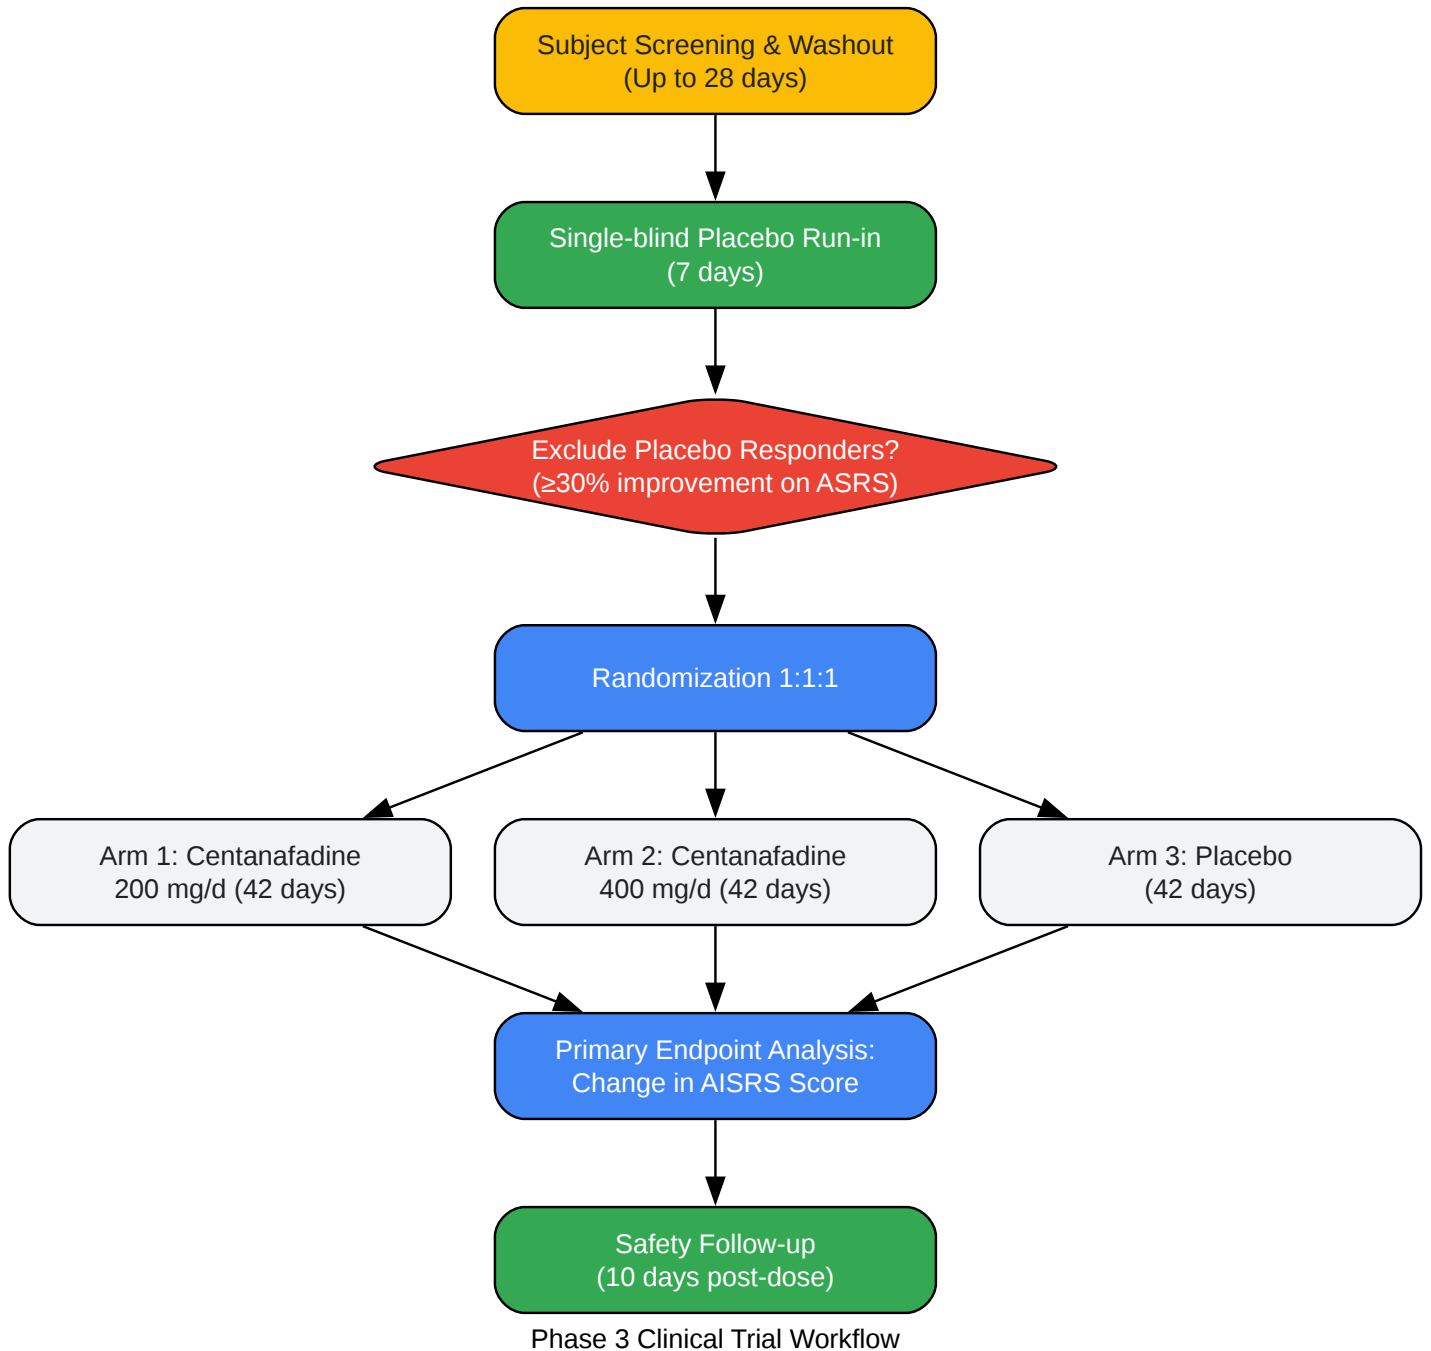 Subject Screening & Washout
(Up to 28 days)
Single-blind Placebo Run-in
(7 days)
Exclude Placebo Responders?
(≥30% improvement on ASRS)
Randomization 1:1:1
Arm 1: Centanafadine
200 mg/d (42 days)
Arm 2: Centanafadine
400 mg/d (42 days)
Arm 3: Placebo
(42 days)
Primary Endpoint Analysis:
Change in AISRS Score
Safety Follow-up
(10 days post-dose)
Phase 3 Clinical Trial Workflow